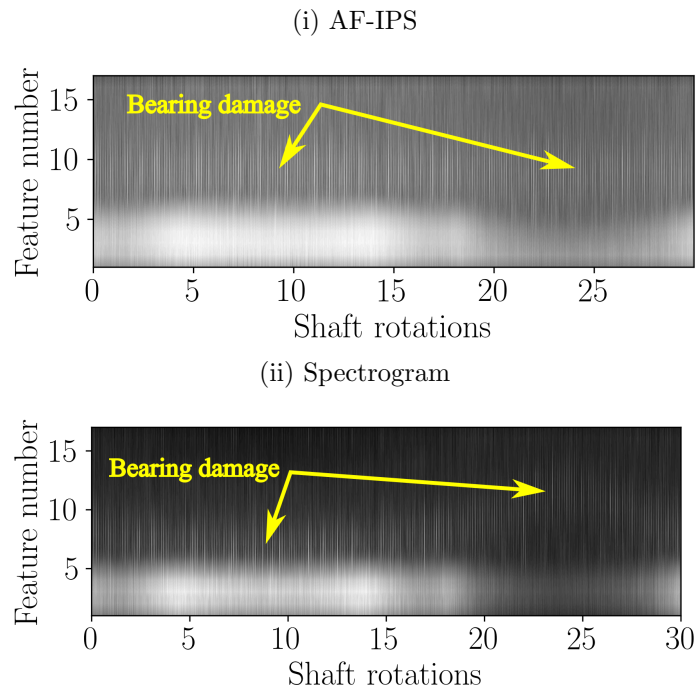 (i) AF-IPS
Feature number
15
10
5
Bearing damage
0 5 10 15 20 25
Shaft rotations
(ii) Spectrogram
Feature number
15
10
5
Bearing damage
0 5 10 15 20 25 30
Shaft rotations